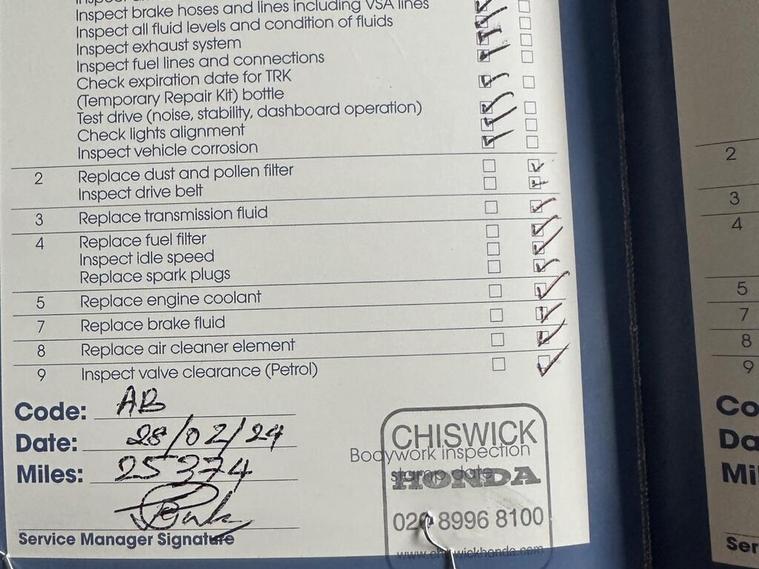 Inspect brake hoses and lines including VSA lines
Inspect all fluid levels and condition of fluids
Inspect exhaust system
Inspect fuel lines and connections
Check expiration date for TRK
(Temporary Repair Kit) bottle
Test drive (noise, stability, dashboard operation)
Check lights alignment
Inspect vehicle corrosion
2 Replace dust and pollen filter
Inspect drive belt
3 Replace transmission fluid
4 Replace fuel filter
Inspect idle speed
Replace spark plugs
5 Replace engine coolant
7 Replace brake fluid
8 Replace air cleaner element
9 Inspect valve clearance (Petrol)
Code: AB
Date: 28/02/24
Miles: 25374
Service Manager Signature
CHISWICK
Bodywork inspection
stamp date
HONDA
020 8996 8100
www.chiswickhonda.com
2
3
4
5
7
8
9
Co
Da
Mi
Ser